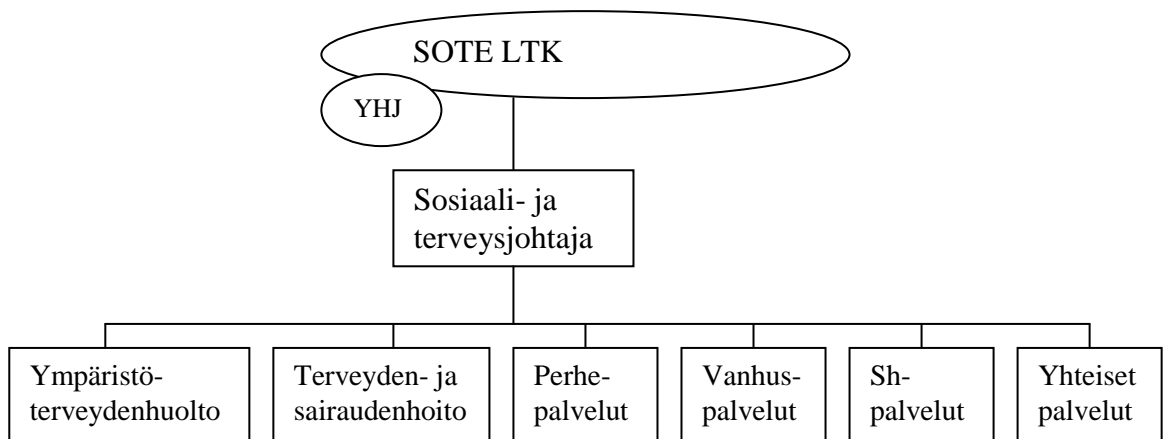 SOTE LTK
YHJ
Sosiaali- ja
terveysjohtaja
Ympäristö-
terveydenhuolto
Terveyden- ja
sairaudenhoito
Perhe-
palvelut
Vanhus-
palvelut
Sh-
palvelut
Yhteiset
palvelut